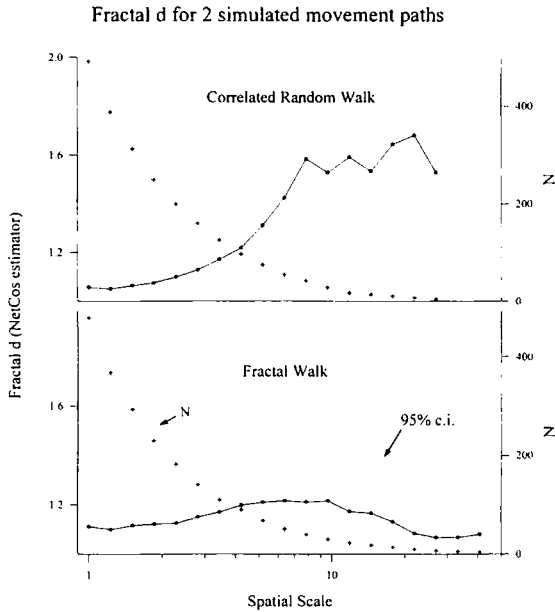 Fractal d for 2 simulated movement paths
2.0
1.6
1.2
Correlated Random Walk
500
200
0
N
Fractal d (NetCos estimator)
Fractal Walk
N
95% c.i.
1.6
1.2
400
200
0
N
1
10
Spatial Scale